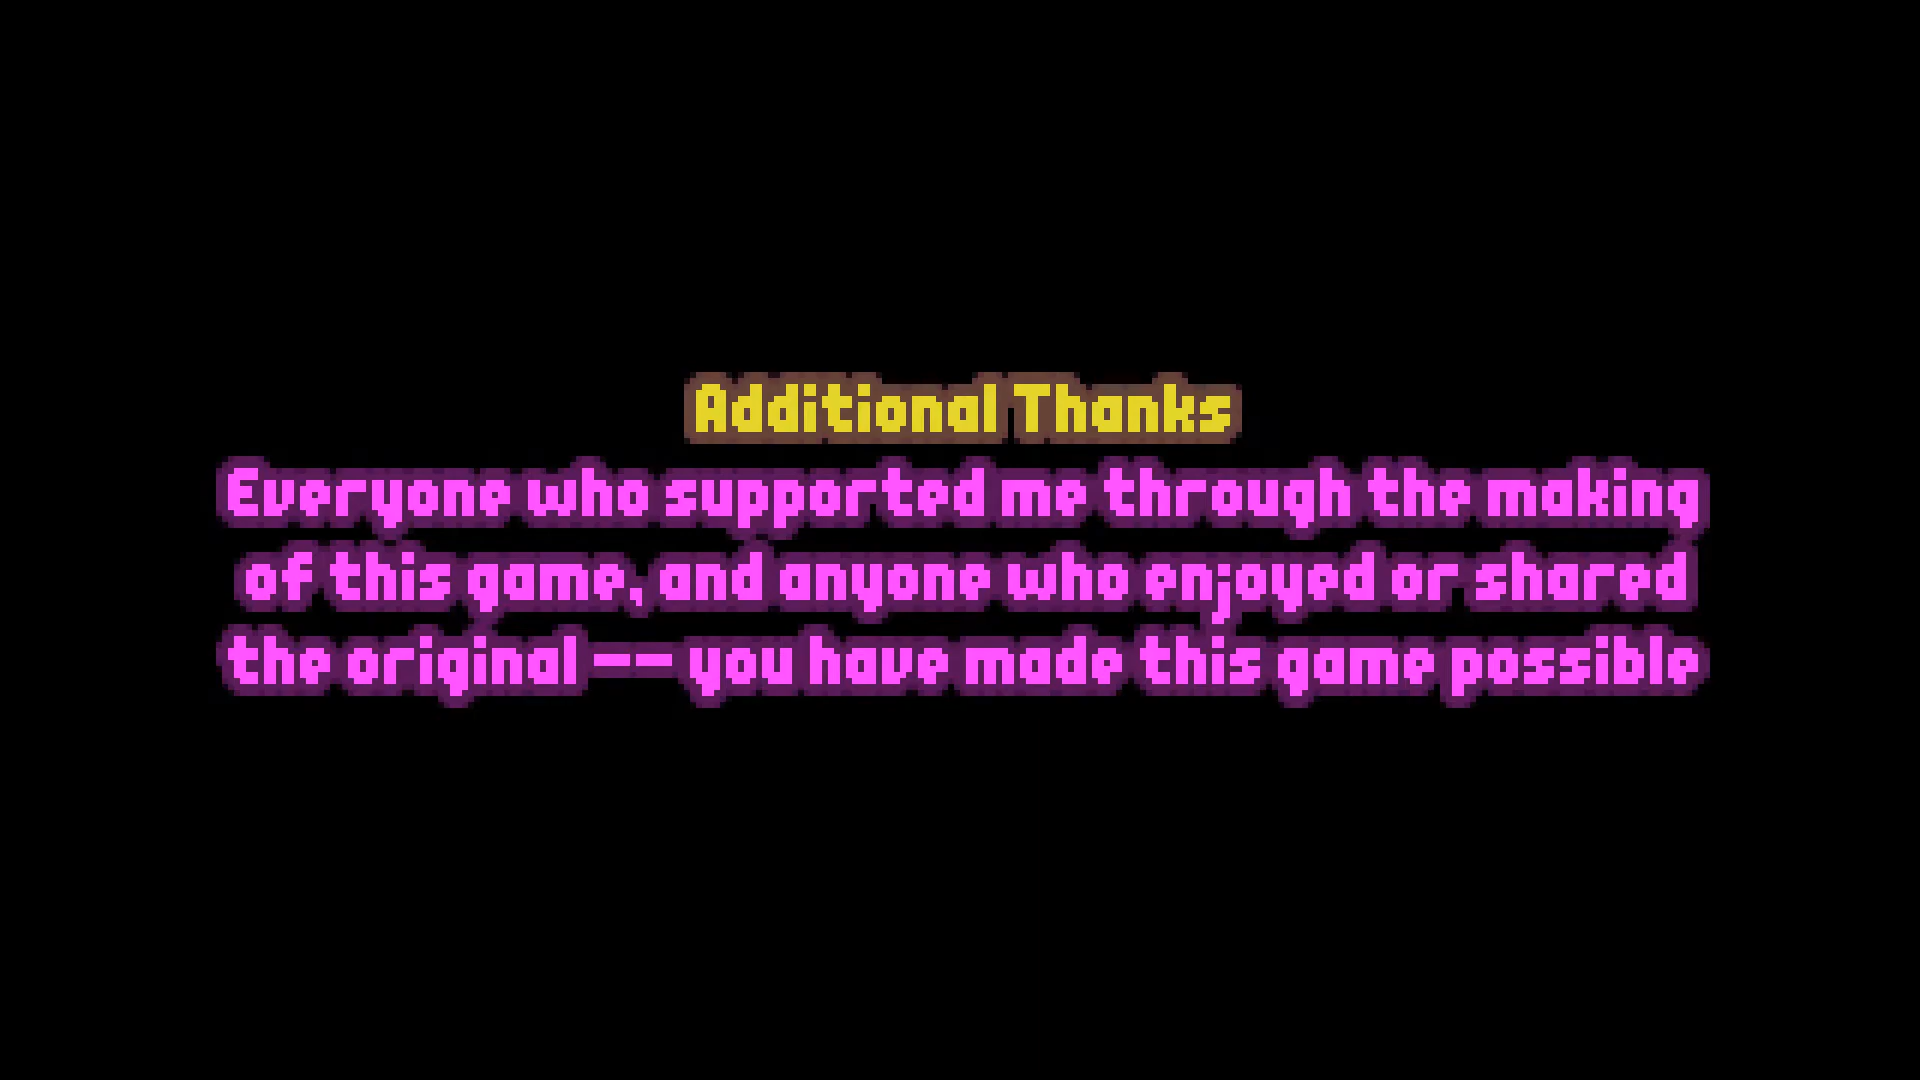 Additional Thanks
Everyone who supported me through the making
of this game, and anyone who enjoyed or shared
the original -- you have made this game possible